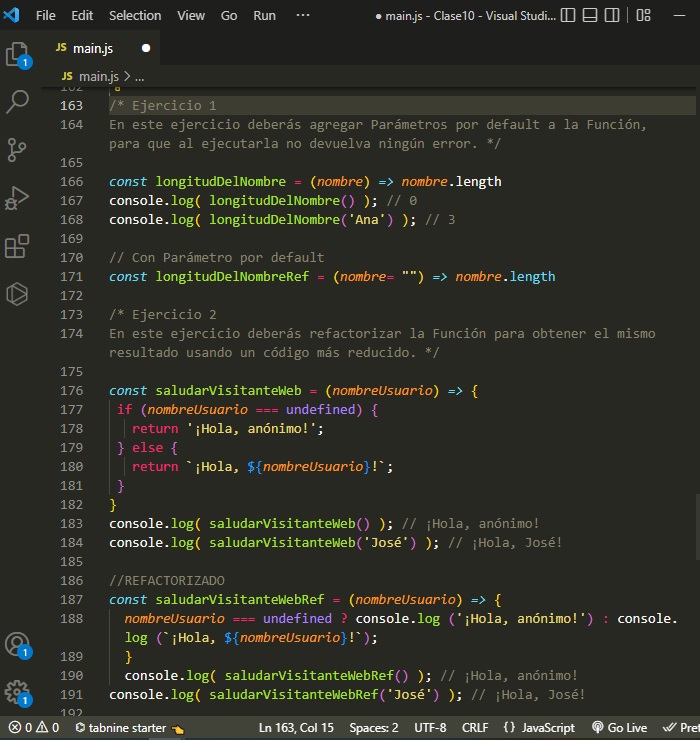 File Edit Selection View Go Run ··· ● main.js - Clase10 - Visual Studi...
JS main.js ●
JS main.js > ...
162 }
163 /* Ejercicio 1
164 En este ejercicio deberás agregar Parámetros por default a la Función,
para que al ejecutarla no devuelva ningún error. */
165
166 const longitudDelNombre = (nombre) => nombre.length
167 console.log( longitudDelNombre() ); // 0
168 console.log( longitudDelNombre('Ana') ); // 3
169
170 // Con Parámetro por default
171 const longitudDelNombreRef = (nombre= "") => nombre.length
172
173 /* Ejercicio 2
174 En este ejercicio deberás refactorizar la Función para obtener el mismo
resultado usando un código más reducido. */
175
176 const saludarVisitanteWeb = (nombreUsuario) => {
177 if (nombreUsuario === undefined) {
178 return '¡Hola, anónimo!';
179 } else {
180 return `¡Hola, ${nombreUsuario}!`;
181 }
182 }
183 console.log( saludarVisitanteWeb() ); // ¡Hola, anónimo!
184 console.log( saludarVisitanteWeb('José') ); // ¡Hola, José!
185
186 //REFACTORIZADO
187 const saludarVisitanteWebRef = (nombreUsuario) => {
188 nombreUsuario === undefined ? console.log ('¡Hola, anónimo!') : console.
log (`¡Hola, ${nombreUsuario}!`);
189 }
190 console.log( saludarVisitanteWebRef() ); // ¡Hola, anónimo!
191 console.log( saludarVisitanteWebRef('José') ); // ¡Hola, José!
192
1
1
1
0 0 tabnine starter Ln 163, Col 15 Spaces: 2 UTF-8 CRLF {} JavaScript Go Live Pret